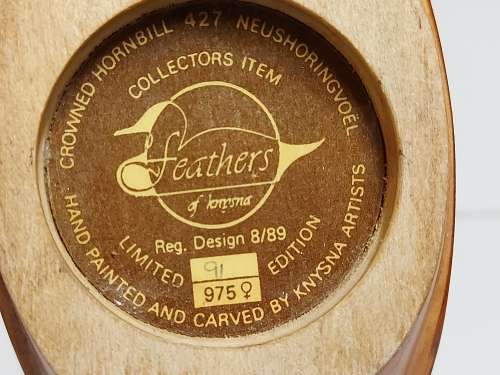 CROWNED HORNBILL 427 NEUSHORINGVOËL
COLLECTORS ITEM
feathers
of knysna
Reg. Design 8/89
LIMITED EDITION
91
975♀
HAND PAINTED AND CARVED BY KNYSNA ARTISTS